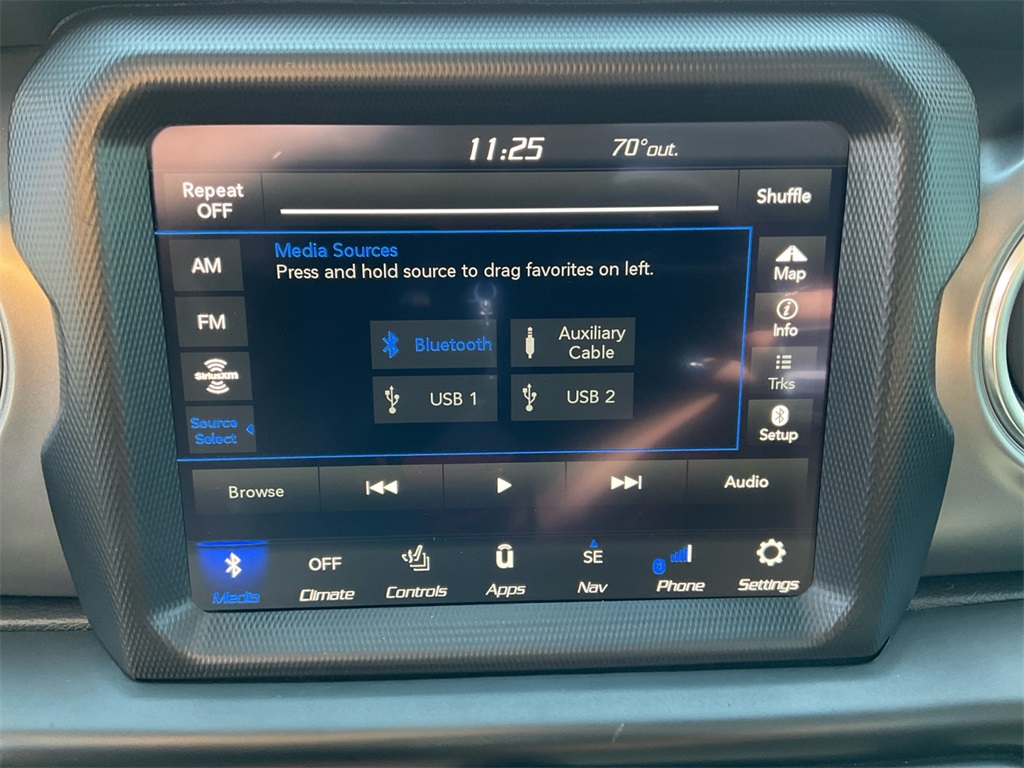 11:25
70°out.
Repeat
OFF
Shuffle
AM
FM
SiriusXM
Source
Select
Media Sources
Press and hold source to drag favorites on left.
Bluetooth
Auxiliary
Cable
USB 1
USB 2
Map
Info
Trks
Setup
Browse
Audio
Media
OFF
Climate
Controls
Apps
SE
Nav
Phone
Settings